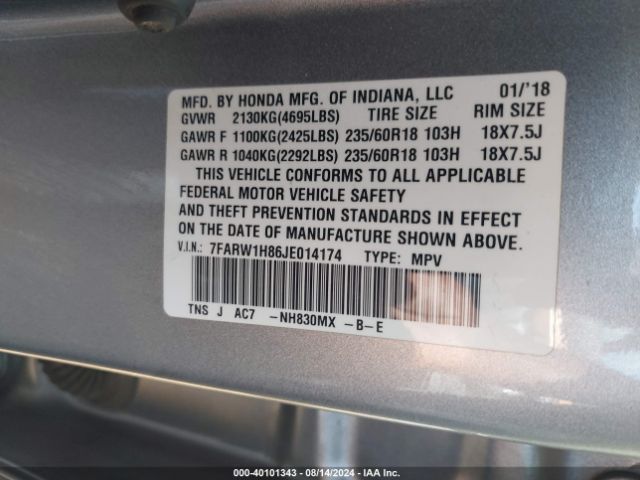 MFD. BY HONDA MFG. OF INDIANA, LLC 01/'18
GVWR 2130KG(4695LBS) TIRE SIZE RIM SIZE
GAWR F 1100KG(2425LBS) 235/60R18 103H 18X7.5J
GAWR R 1040KG(2292LBS) 235/60R18 103H 18X7.5J
THIS VEHICLE CONFORMS TO ALL APPLICABLE
FEDERAL MOTOR VEHICLE SAFETY
AND THEFT PREVENTION STANDARDS IN EFFECT
ON THE DATE OF MANUFACTURE SHOWN ABOVE.
V.I.N.: 7FARW1H86JE014174 TYPE: MPV
TNS J AC7 -NH830MX -B-E
000-40101343 - 08/14/2024 - IAA Inc.